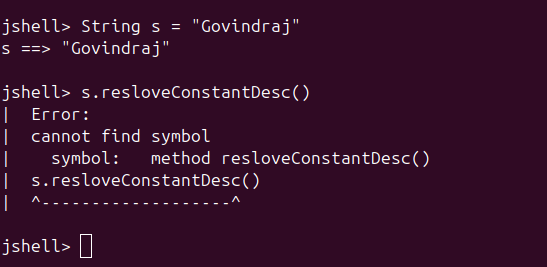 jshell> String s = "Govindraj"
s ==> "Govindraj"
jshell> s.resloveConstantDesc()
|  Error:
|  cannot find symbol
|    symbol:   method resloveConstantDesc()
|  s.resloveConstantDesc()
|  ^-------------------^
jshell>